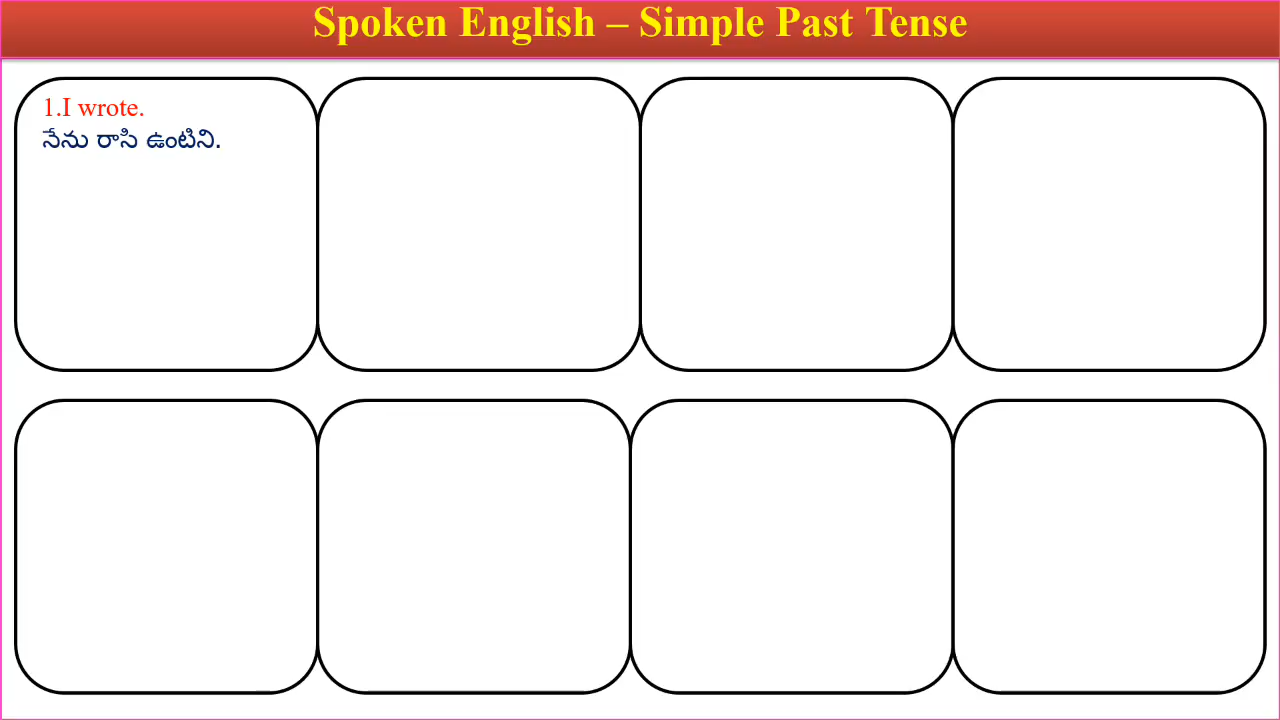 Spoken English – Simple Past Tense
1.I wrote.
నేను రాసి ఉంటిని.